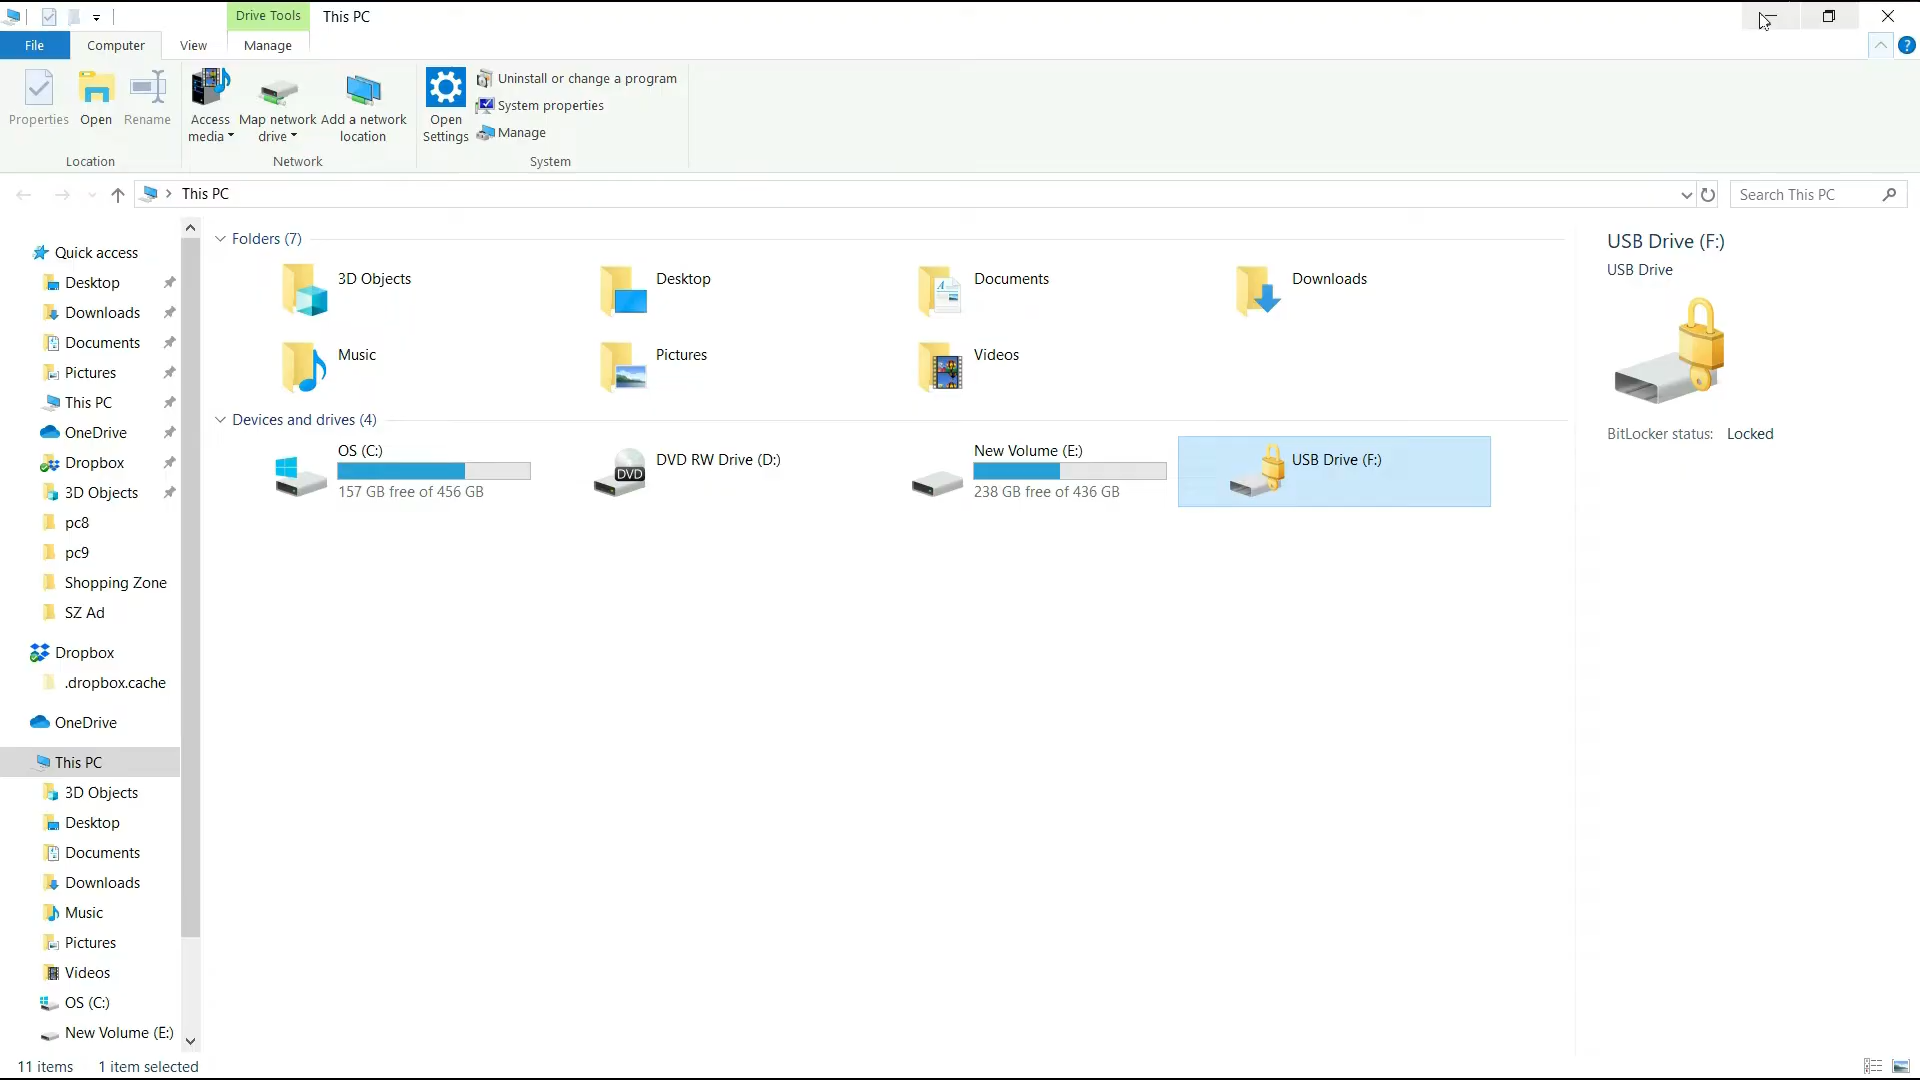 Drive Tools
This PC
File
Computer
View
Manage
Properties
Open
Rename
Location
Access media
Map network drive
Add a network location
Network
Open Settings
Uninstall or change a program
System properties
Manage
System
This PC
Search This PC
Quick access
Desktop
Downloads
Documents
Pictures
This PC
OneDrive
Dropbox
3D Objects
pc8
pc9
Shopping Zone
SZ Ad
Dropbox
.dropbox.cache
OneDrive
This PC
3D Objects
Desktop
Documents
Downloads
Music
Pictures
Videos
OS (C:)
New Volume (E:)
Folders (7)
3D Objects
Desktop
Documents
Downloads
Music
Pictures
Videos
Devices and drives (4)
OS (C:)
157 GB free of 456 GB
DVD
DVD RW Drive (D:)
New Volume (E:)
238 GB free of 436 GB
USB Drive (F:)
USB Drive (F:)
USB Drive
BitLocker status: Locked
11 items
1 item selected